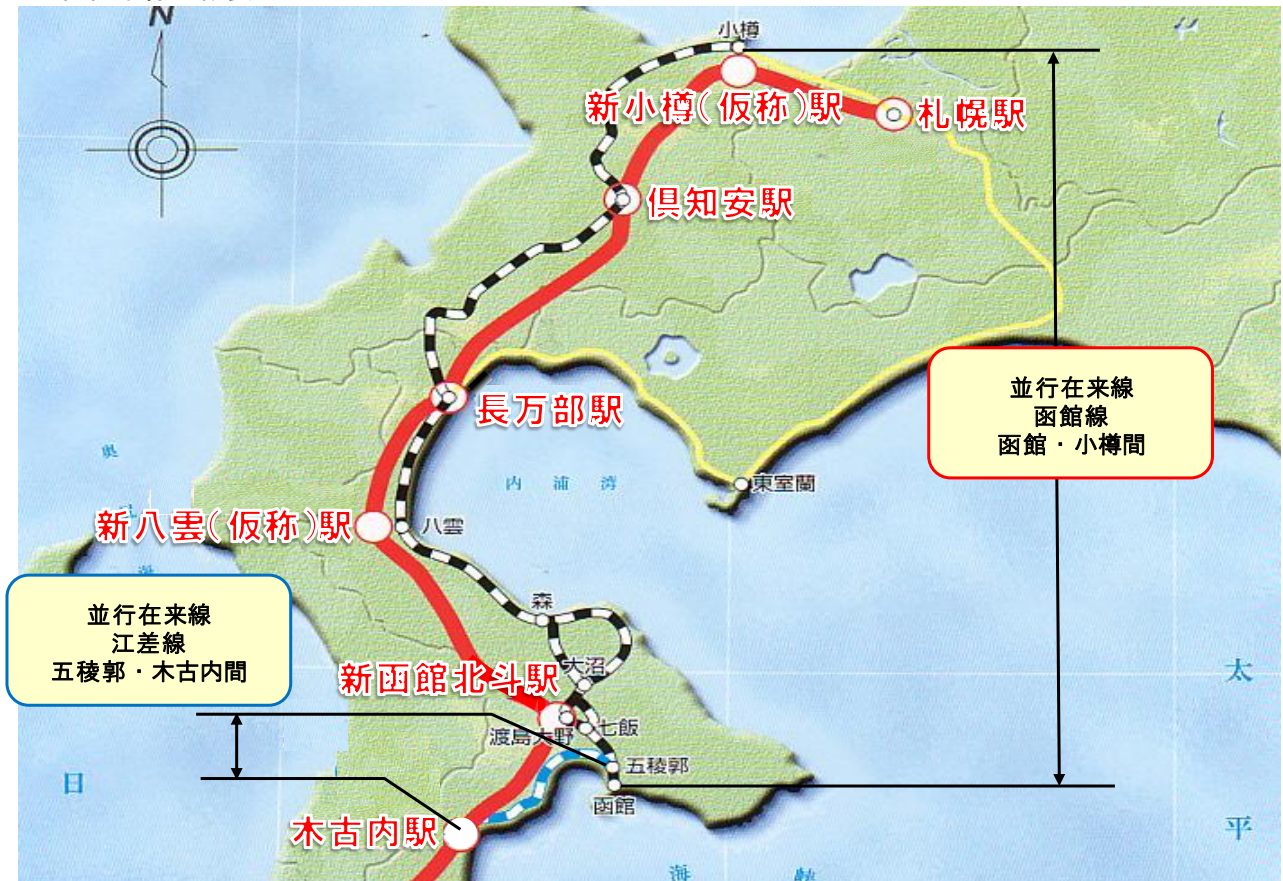 N
小樽
新小樽(仮称)駅
札幌駅
倶知安駅
並行在来線
函館線
函館・小樽間
長万部駅
内浦湾
東室蘭
奥
新八雲(仮称)駅
八雲
並行在来線
江差線
五稜郭・木古内間
森
大沼
新函館北斗駅
太
七飯
渡島大野
五稜郭
日
函館
木古内駅
平
海